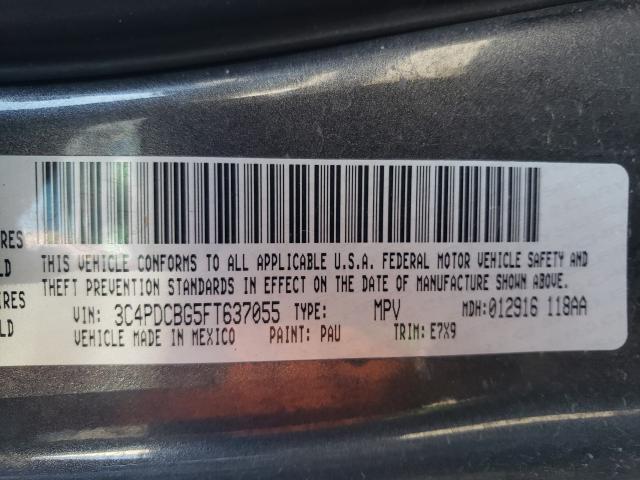 THIS VEHICLE CONFORMS TO ALL APPLICABLE U.S.A. FEDERAL MOTOR VEHICLE SAFETY AND
THEFT PREVENTION STANDARDS IN EFFECT ON THE DATE OF MANUFACTURE SHOWN ABOVE.
VIN: 3C4PDCBG5FT637055 TYPE: MPV MDH:012916 118AA
VEHICLE MADE IN MEXICO PAINT: PAU TRIM: E7X9
IRES
LD
IRES
LD